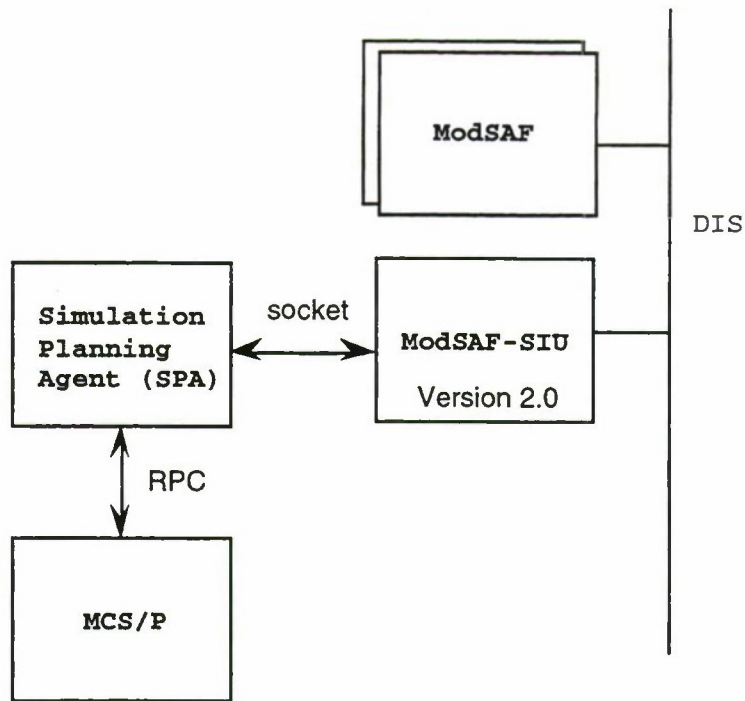 ModSAF
DIS
Simulation
Planning
Agent (SPA)
socket
ModSAF-SIU
Version 2.0
RPC
MCS/P